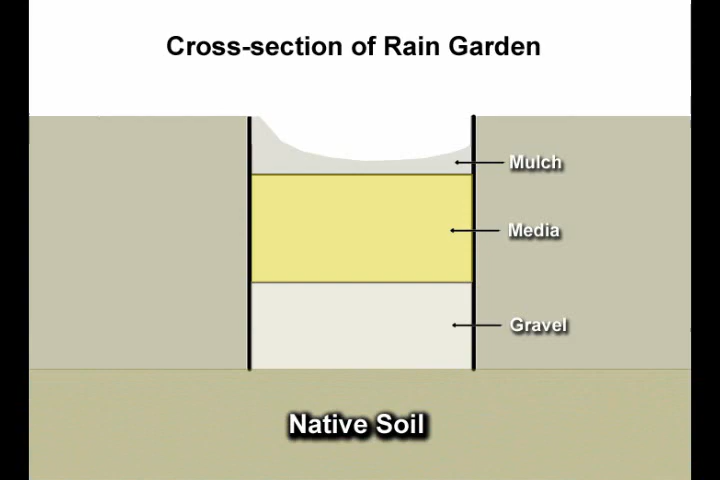 Cross-section of Rain Garden
Mulch
Media
Gravel
Native Soil